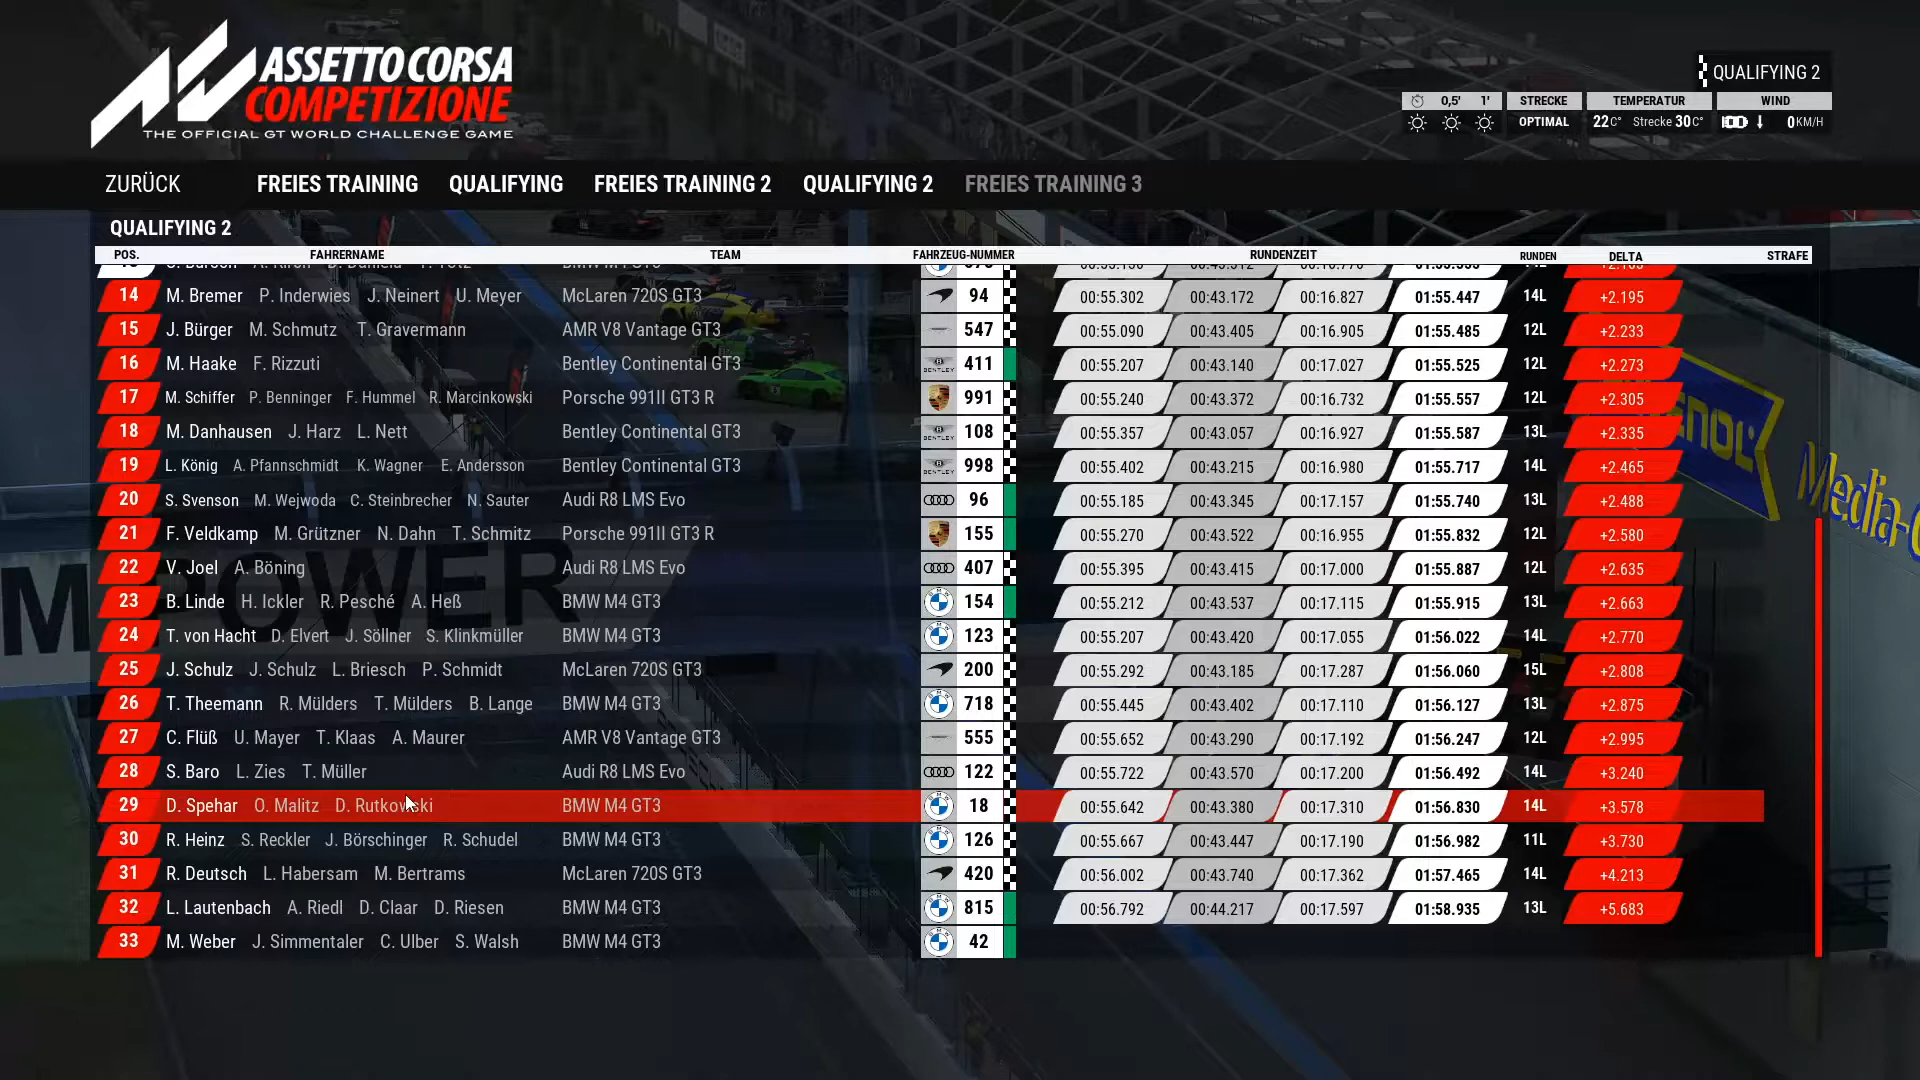 ASSETTO CORSA
COMPETIZIONE
THE OFFICIAL GT WORLD CHALLENGE GAME
QUALIFYING 2
0,5' 1' STRECKE TEMPERATUR WIND
OPTIMAL 22 C° Strecke 30 C° 0 KM/H
ZURÜCK FREIES TRAINING QUALIFYING FREIES TRAINING 2 QUALIFYING 2 FREIES TRAINING 3
QUALIFYING 2
POS. FAHRERNAME TEAM FAHRZEUG-NUMMER RUNDENZEIT RUNDEN DELTA STRAFE
14 M. Bremer P. Inderwies J. Neinert U. Meyer McLaren 720S GT3 94 00:55.302 00:43.172 00:16.827 01:55.447 14L +2.195
15 J. Bürger M. Schmutz T. Gravermann AMR V8 Vantage GT3 547 00:55.090 00:43.405 00:16.905 01:55.485 12L +2.233
16 M. Haake F. Rizzuti Bentley Continental GT3 BENTLEY 411 00:55.207 00:43.140 00:17.027 01:55.525 12L +2.273
17 M. Schiffer P. Benninger F. Hummel R. Marcinkowski Porsche 991II GT3 R 991 00:55.240 00:43.372 00:16.732 01:55.557 12L +2.305
18 M. Danhausen J. Harz L. Nett Bentley Continental GT3 BENTLEY 108 00:55.357 00:43.057 00:16.927 01:55.587 13L +2.335
19 L. König A. Pfannschmidt K. Wagner E. Andersson Bentley Continental GT3 BENTLEY 998 00:55.402 00:43.215 00:16.980 01:55.717 14L +2.465
20 S. Svenson M. Wejwoda C. Steinbrecher N. Sauter Audi R8 LMS Evo 96 00:55.185 00:43.345 00:17.157 01:55.740 13L +2.488
21 F. Veldkamp M. Grützner N. Dahn T. Schmitz Porsche 991II GT3 R 155 00:55.270 00:43.522 00:16.955 01:55.832 12L +2.580
22 V. Joel A. Böning Audi R8 LMS Evo 407 00:55.395 00:43.415 00:17.000 01:55.887 12L +2.635
23 B. Linde H. Ickler R. Pesché A. Heß BMW M4 GT3 154 00:55.212 00:43.537 00:17.115 01:55.915 13L +2.663
24 T. von Hacht D. Elvert J. Söllner S. Klinkmüller BMW M4 GT3 123 00:55.207 00:43.420 00:17.055 01:56.022 14L +2.770
25 J. Schulz J. Schulz L. Briesch P. Schmidt McLaren 720S GT3 200 00:55.292 00:43.185 00:17.287 01:56.060 15L +2.808
26 T. Theemann R. Mülders T. Mülders B. Lange BMW M4 GT3 718 00:55.445 00:43.402 00:17.110 01:56.127 13L +2.875
27 C. Flüß U. Mayer T. Klaas A. Maurer AMR V8 Vantage GT3 555 00:55.652 00:43.290 00:17.192 01:56.247 12L +2.995
28 S. Baro L. Zies T. Müller Audi R8 LMS Evo 122 00:55.722 00:43.570 00:17.200 01:56.492 14L +3.240
29 D. Spehar O. Malitz D. Rutkowski BMW M4 GT3 18 00:55.642 00:43.380 00:17.310 01:56.830 14L +3.578
30 R. Heinz S. Reckler J. Börschinger R. Schudel BMW M4 GT3 126 00:55.667 00:43.447 00:17.190 01:56.982 11L +3.730
31 R. Deutsch L. Habersam M. Bertrams McLaren 720S GT3 420 00:56.002 00:43.740 00:17.362 01:57.465 14L +4.213
32 L. Lautenbach A. Riedl D. Claar D. Riesen BMW M4 GT3 815 00:56.792 00:44.217 00:17.597 01:58.935 13L +5.683
33 M. Weber J. Simmentaler C. Ulber S. Walsh BMW M4 GT3 42
M POWER